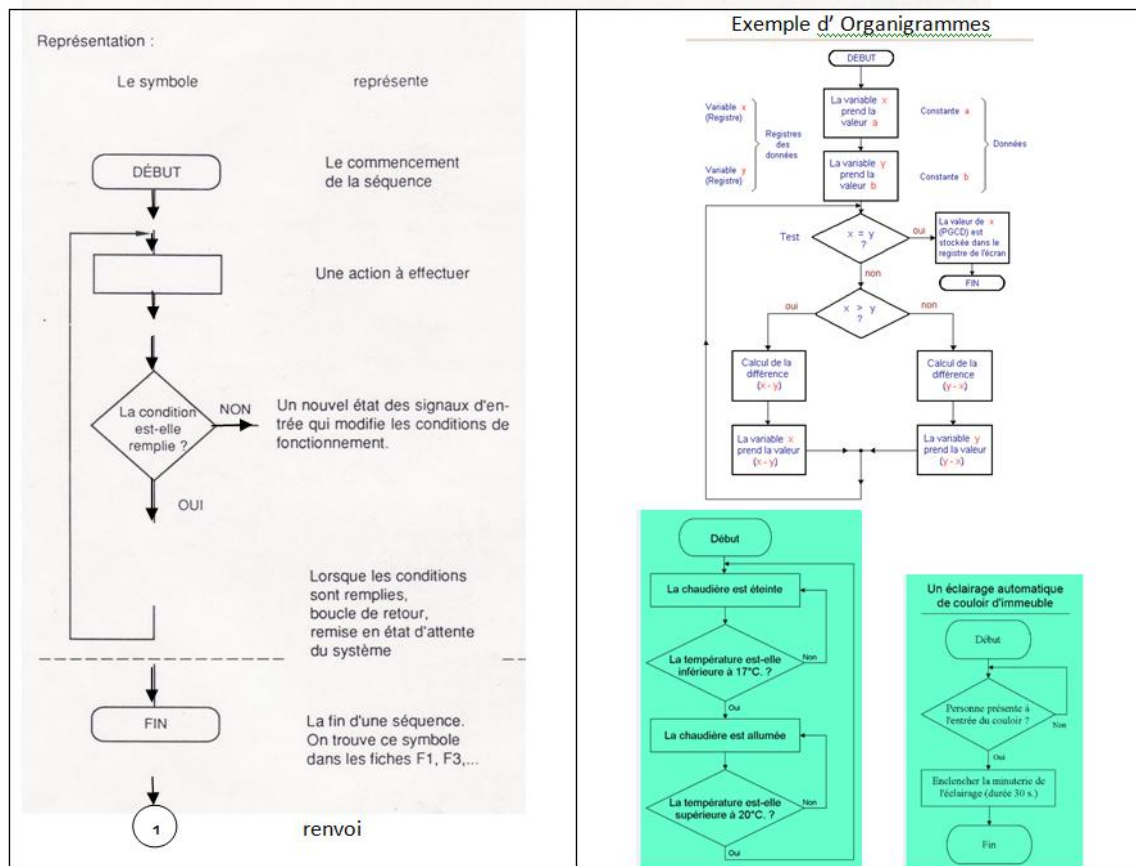 Représentation :
Le symbole
représente
DÉBUT
Le commencement
de la séquence
Une action à effectuer
La condition
est-elle
remplie ?
NON
Un nouvel état des signaux d'en-
trée qui modifie les conditions de
fonctionnement.
OUI
Lorsque les conditions
sont remplies,
boucle de retour,
remise en état d'attente
du système
FIN
La fin d'une séquence.
On trouve ce symbole
dans les fiches F1, F3,...
1
renvoi
Exemple d' Organigrammes
DEBUT
La variable x
prend la
valeur a
Variable x
(Registre)
Registres
des
données
Variable y
(Registre)
Constante a
Données
Constante b
La variable y
prend la
valeur b
Test
x = y
?
oui
La valeur de x
(PGCD) est
stockée dans le
registre de l'écran
FIN
non
x > y
?
oui
non
Calcul de la
différence
(x - y)
Calcul de la
différence
(y - x)
La variable x
prend la valeur
(x - y)
La variable y
prend la valeur
(y - x)
Début
La chaudière est éteinte
La température est-elle
inférieure à 17°C. ?
Non
Oui
La chaudière est allumée
La température est-elle
supérieure à 20°C. ?
Non
Oui
Un éclairage automatique
de couloir d'immeuble
Début
Personne présente à
l'entrée du couloir ?
Non
Oui
Enclencher la minuterie de
l'éclairage (durée 30 s.)
Fin